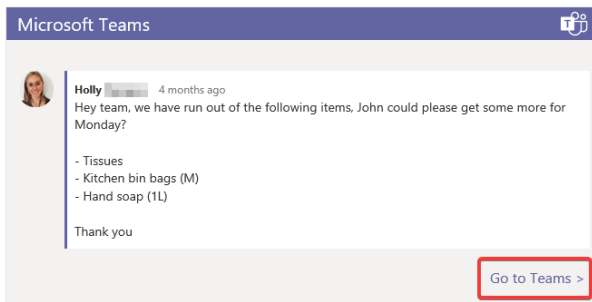 Microsoft Teams
Holly 4 months ago
Hey team, we have run out of the following items, John could please get some more for
Monday?
- Tissues
- Kitchen bin bags (M)
- Hand soap (1L)
Thank you
Go to Teams >